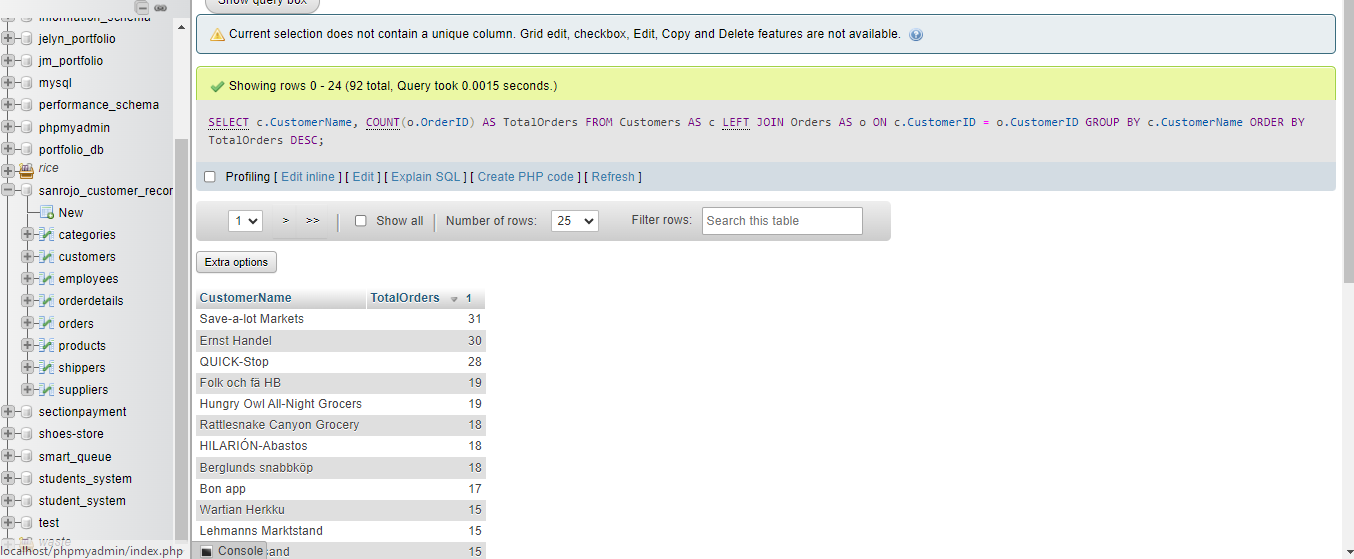 information_schema
jelyn_portfolio
jm_portfolio
mysql
performance_schema
phpmyadmin
portfolio_db
rice
sanrojo_customer_recor
New
categories
customers
employees
orderdetails
orders
products
shippers
suppliers
sectionpayment
shoes-store
smart_queue
students_system
student_system
test
waste
localhost/phpmyadmin/index.php
Show query box
Current selection does not contain a unique column. Grid edit, checkbox, Edit, Copy and Delete features are not available.
Showing rows 0 - 24 (92 total, Query took 0.0015 seconds.)
SELECT c.CustomerName, COUNT(o.OrderID) AS TotalOrders FROM Customers AS c LEFT JOIN Orders AS o ON c.CustomerID = o.CustomerID GROUP BY c.CustomerName ORDER BY
TotalOrders DESC;
Profiling [ Edit inline ] [ Edit ] [ Explain SQL ] [ Create PHP code ] [ Refresh ]
1 > >> Show all Number of rows: 25 Filter rows: Search this table
Extra options
CustomerName TotalOrders 1
Save-a-lot Markets 31
Ernst Handel 30
QUICK-Stop 28
Folk och fä HB 19
Hungry Owl All-Night Grocers 19
Rattlesnake Canyon Grocery 18
HILARIÓN-Abastos 18
Berglunds snabbköp 18
Bon app 17
Wartian Herkku 15
Lehmanns Marktstand 15
Console and 15